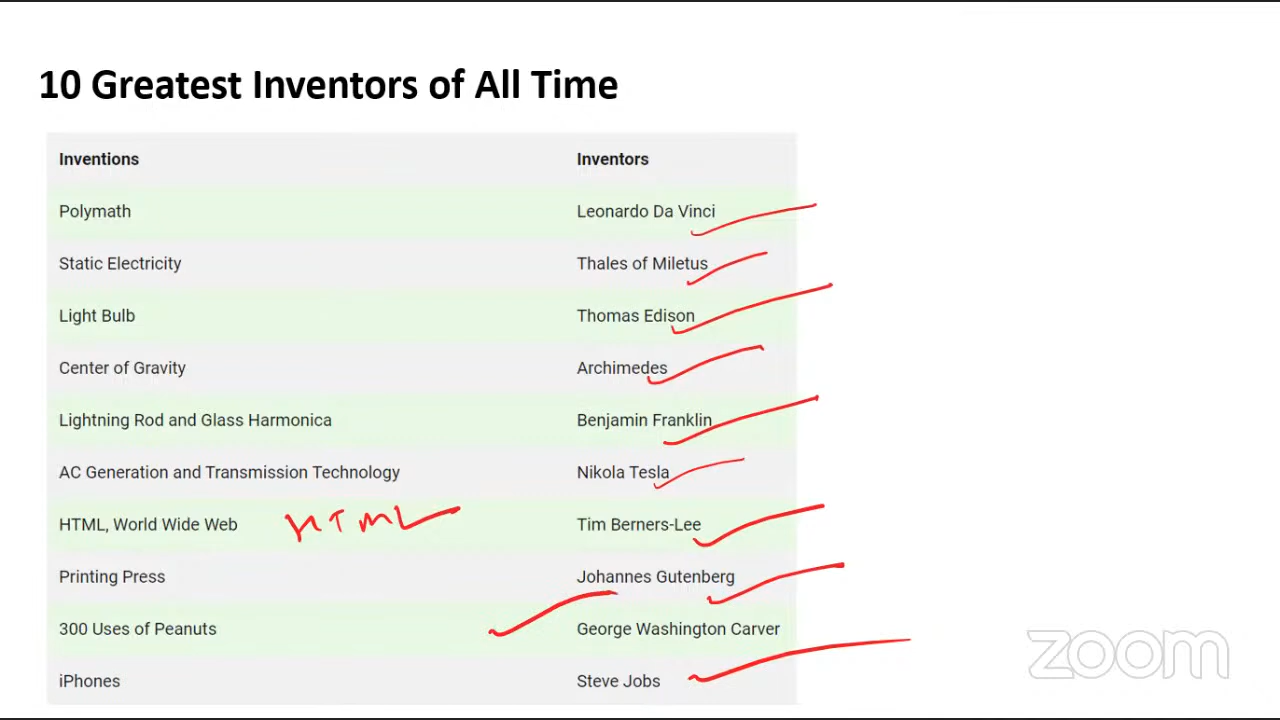 10 Greatest Inventors of All Time
Inventions Inventors
Polymath Leonardo Da Vinci
Static Electricity Thales of Miletus
Light Bulb Thomas Edison
Center of Gravity Archimedes
Lightning Rod and Glass Harmonica Benjamin Franklin
AC Generation and Transmission Technology Nikola Tesla
HTML, World Wide Web HTML Tim Berners-Lee
Printing Press Johannes Gutenberg
300 Uses of Peanuts George Washington Carver
iPhones Steve Jobs
zoom